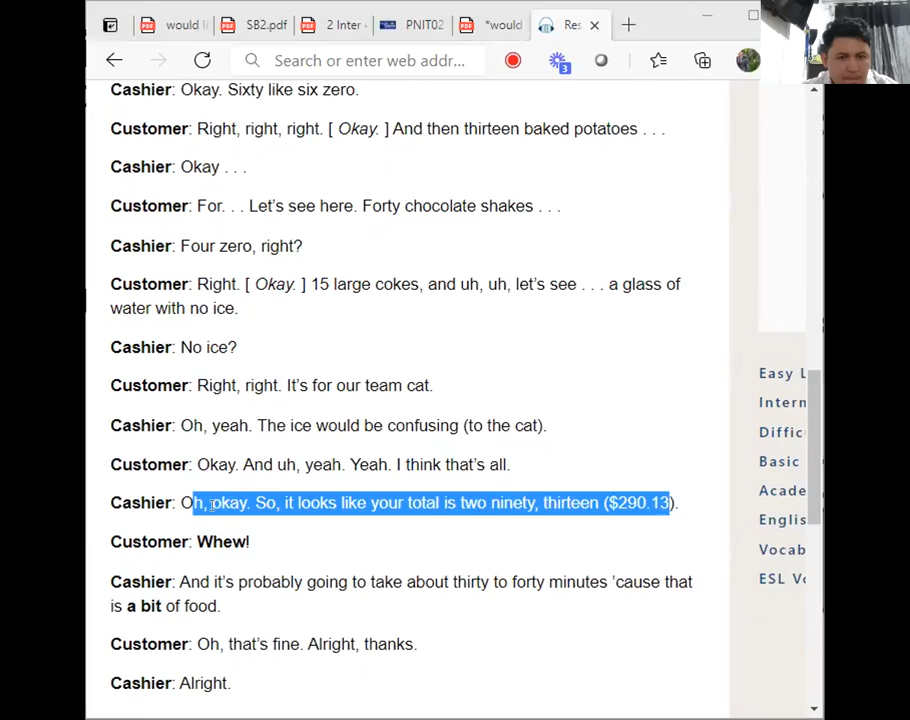 would li
SB2.pdf
2 Inter
PNIT02
*would
Res
Search or enter web addr...
3
Cashier: Okay. Sixty like six zero.
Customer: Right, right, right. [ Okay. ] And then thirteen baked potatoes . . .
Cashier: Okay . . .
Customer: For. . . Let’s see here. Forty chocolate shakes . . .
Cashier: Four zero, right?
Customer: Right. [ Okay. ] 15 large cokes, and uh, uh, let’s see . . . a glass of
water with no ice.
Cashier: No ice?
Customer: Right, right. It’s for our team cat.
Cashier: Oh, yeah. The ice would be confusing (to the cat).
Customer: Okay. And uh, yeah. Yeah. I think that’s all.
Cashier: Oh, okay. So, it looks like your total is two ninety, thirteen ($290.13).
Customer: Whew!
Cashier: And it’s probably going to take about thirty to forty minutes ’cause that
is a bit of food.
Customer: Oh, that’s fine. Alright, thanks.
Cashier: Alright.
Easy L
Intern
Diffic
Basic
Acade
Englis
Vocab
ESL Vo